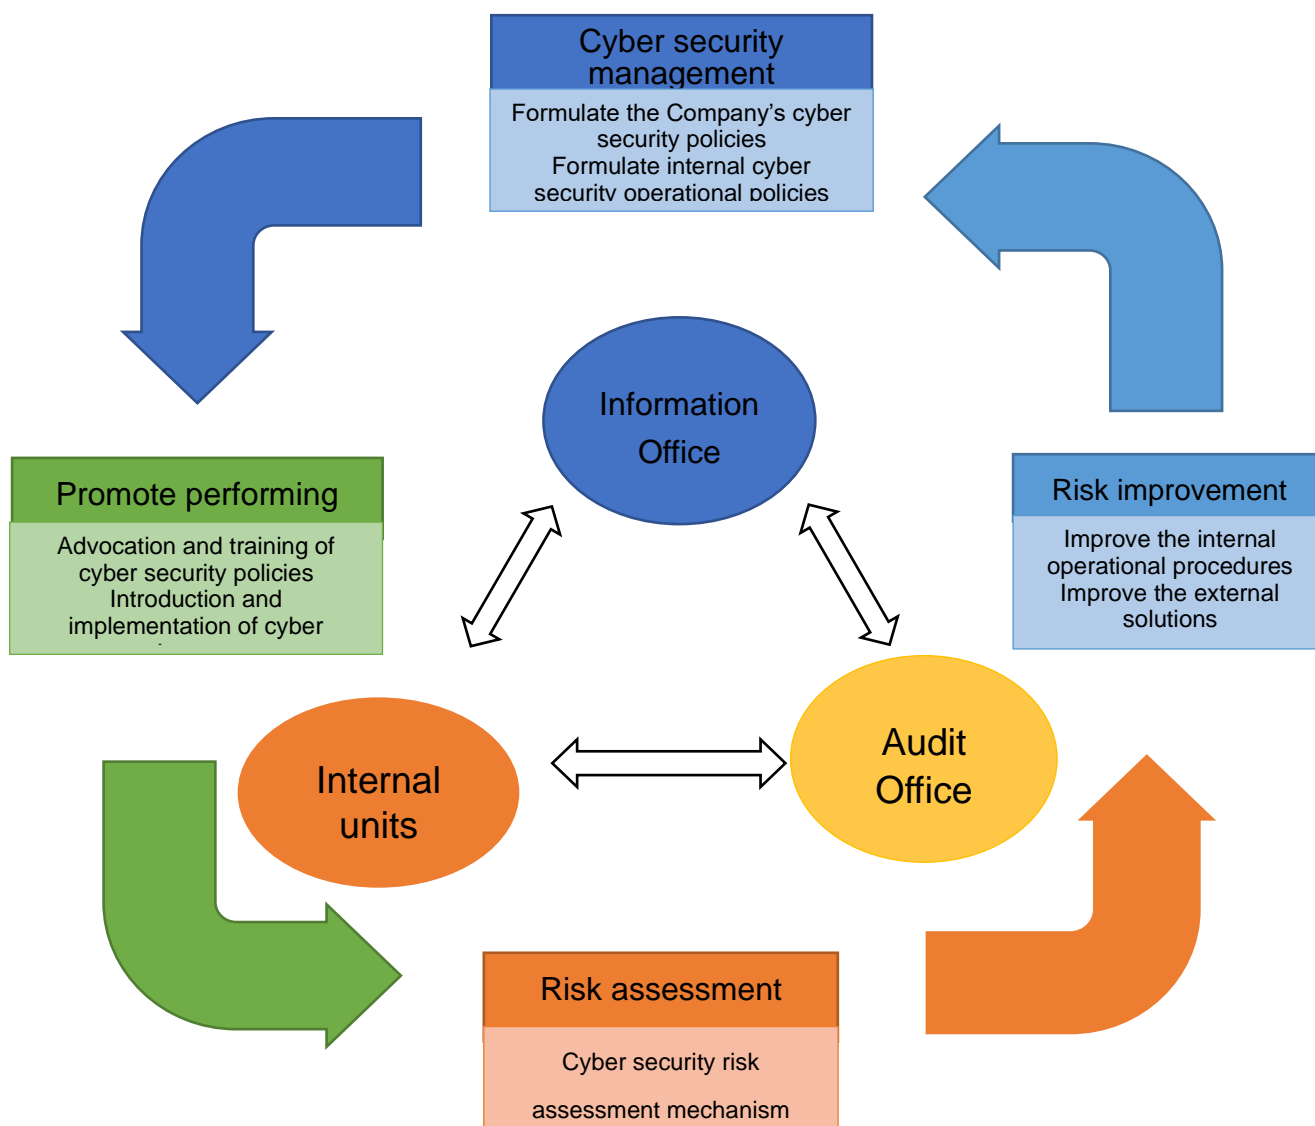 Cyber security
management
Formulate the Company’s cyber
security policies
Formulate internal cyber
security operational policies
Information
Office
Promote performing
Advocation and training of
cyber security policies
Introduction and
implementation of cyber
Risk improvement
Improve the internal
operational procedures
Improve the external
solutions
Internal
units
Audit
Office
Risk assessment
Cyber security risk
assessment mechanism